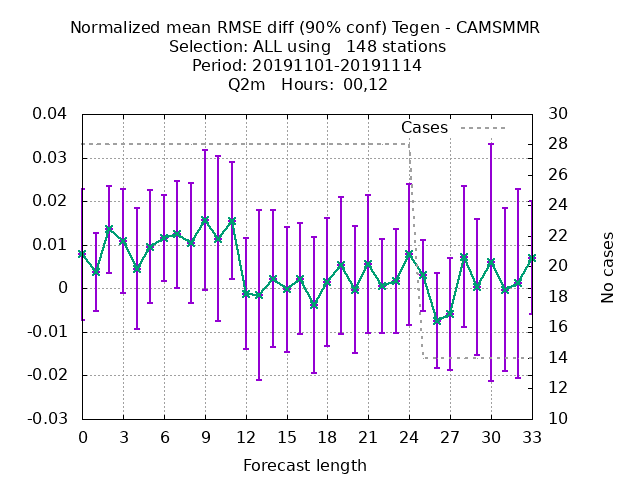 Normalized mean RMSE diff (90% conf) Tegen - CAMSMMR
Selection: ALL using   148 stations
Period: 20191101-20191114
Q2m   Hours:  00,12
Cases
0.04
0.03
0.02
0.01
0
-0.01
-0.02
-0.03
30
28
26
24
22
20
18
16
14
12
10
No cases
0 3 6 9 12 15 18 21 24 27 30 33
Forecast length